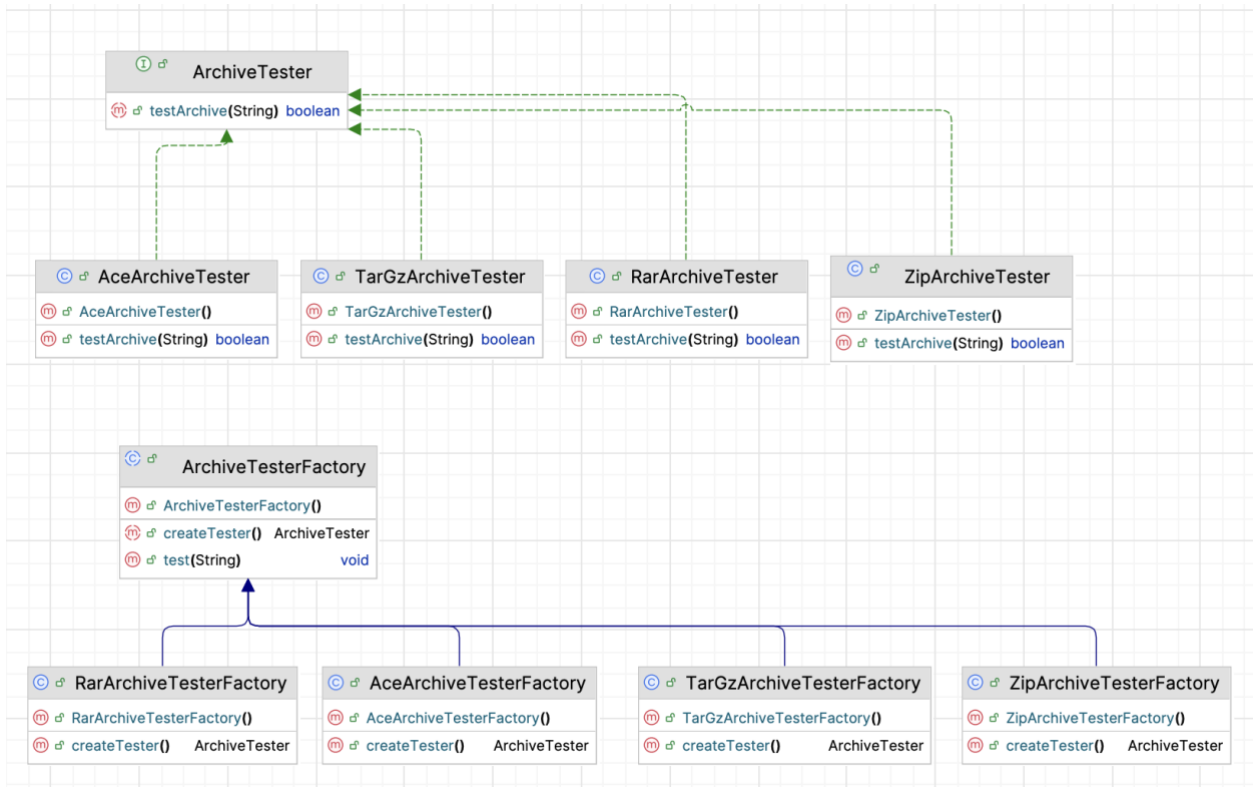 ArchiveTester
testArchive(String) boolean
AceArchiveTester
AceArchiveTester()
testArchive(String) boolean
TarGzArchiveTester
TarGzArchiveTester()
testArchive(String) boolean
RarArchiveTester
RarArchiveTester()
testArchive(String) boolean
ZipArchiveTester
ZipArchiveTester()
testArchive(String) boolean
ArchiveTesterFactory
ArchiveTesterFactory()
createTester() ArchiveTester
test(String) void
RarArchiveTesterFactory
RarArchiveTesterFactory()
createTester() ArchiveTester
AceArchiveTesterFactory
AceArchiveTesterFactory()
createTester() ArchiveTester
TarGzArchiveTesterFactory
TarGzArchiveTesterFactory()
createTester() ArchiveTester
ZipArchiveTesterFactory
ZipArchiveTesterFactory()
createTester() ArchiveTester